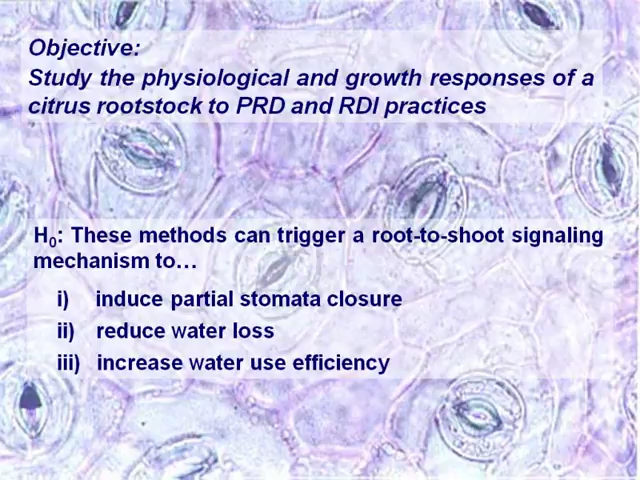 Objective:
Study the physiological and growth responses of a
citrus rootstock to PRD and RDI practices
H₀: These methods can trigger a root-to-shoot signaling
mechanism to…
i) induce partial stomata closure
ii) reduce water loss
iii) increase water use efficiency